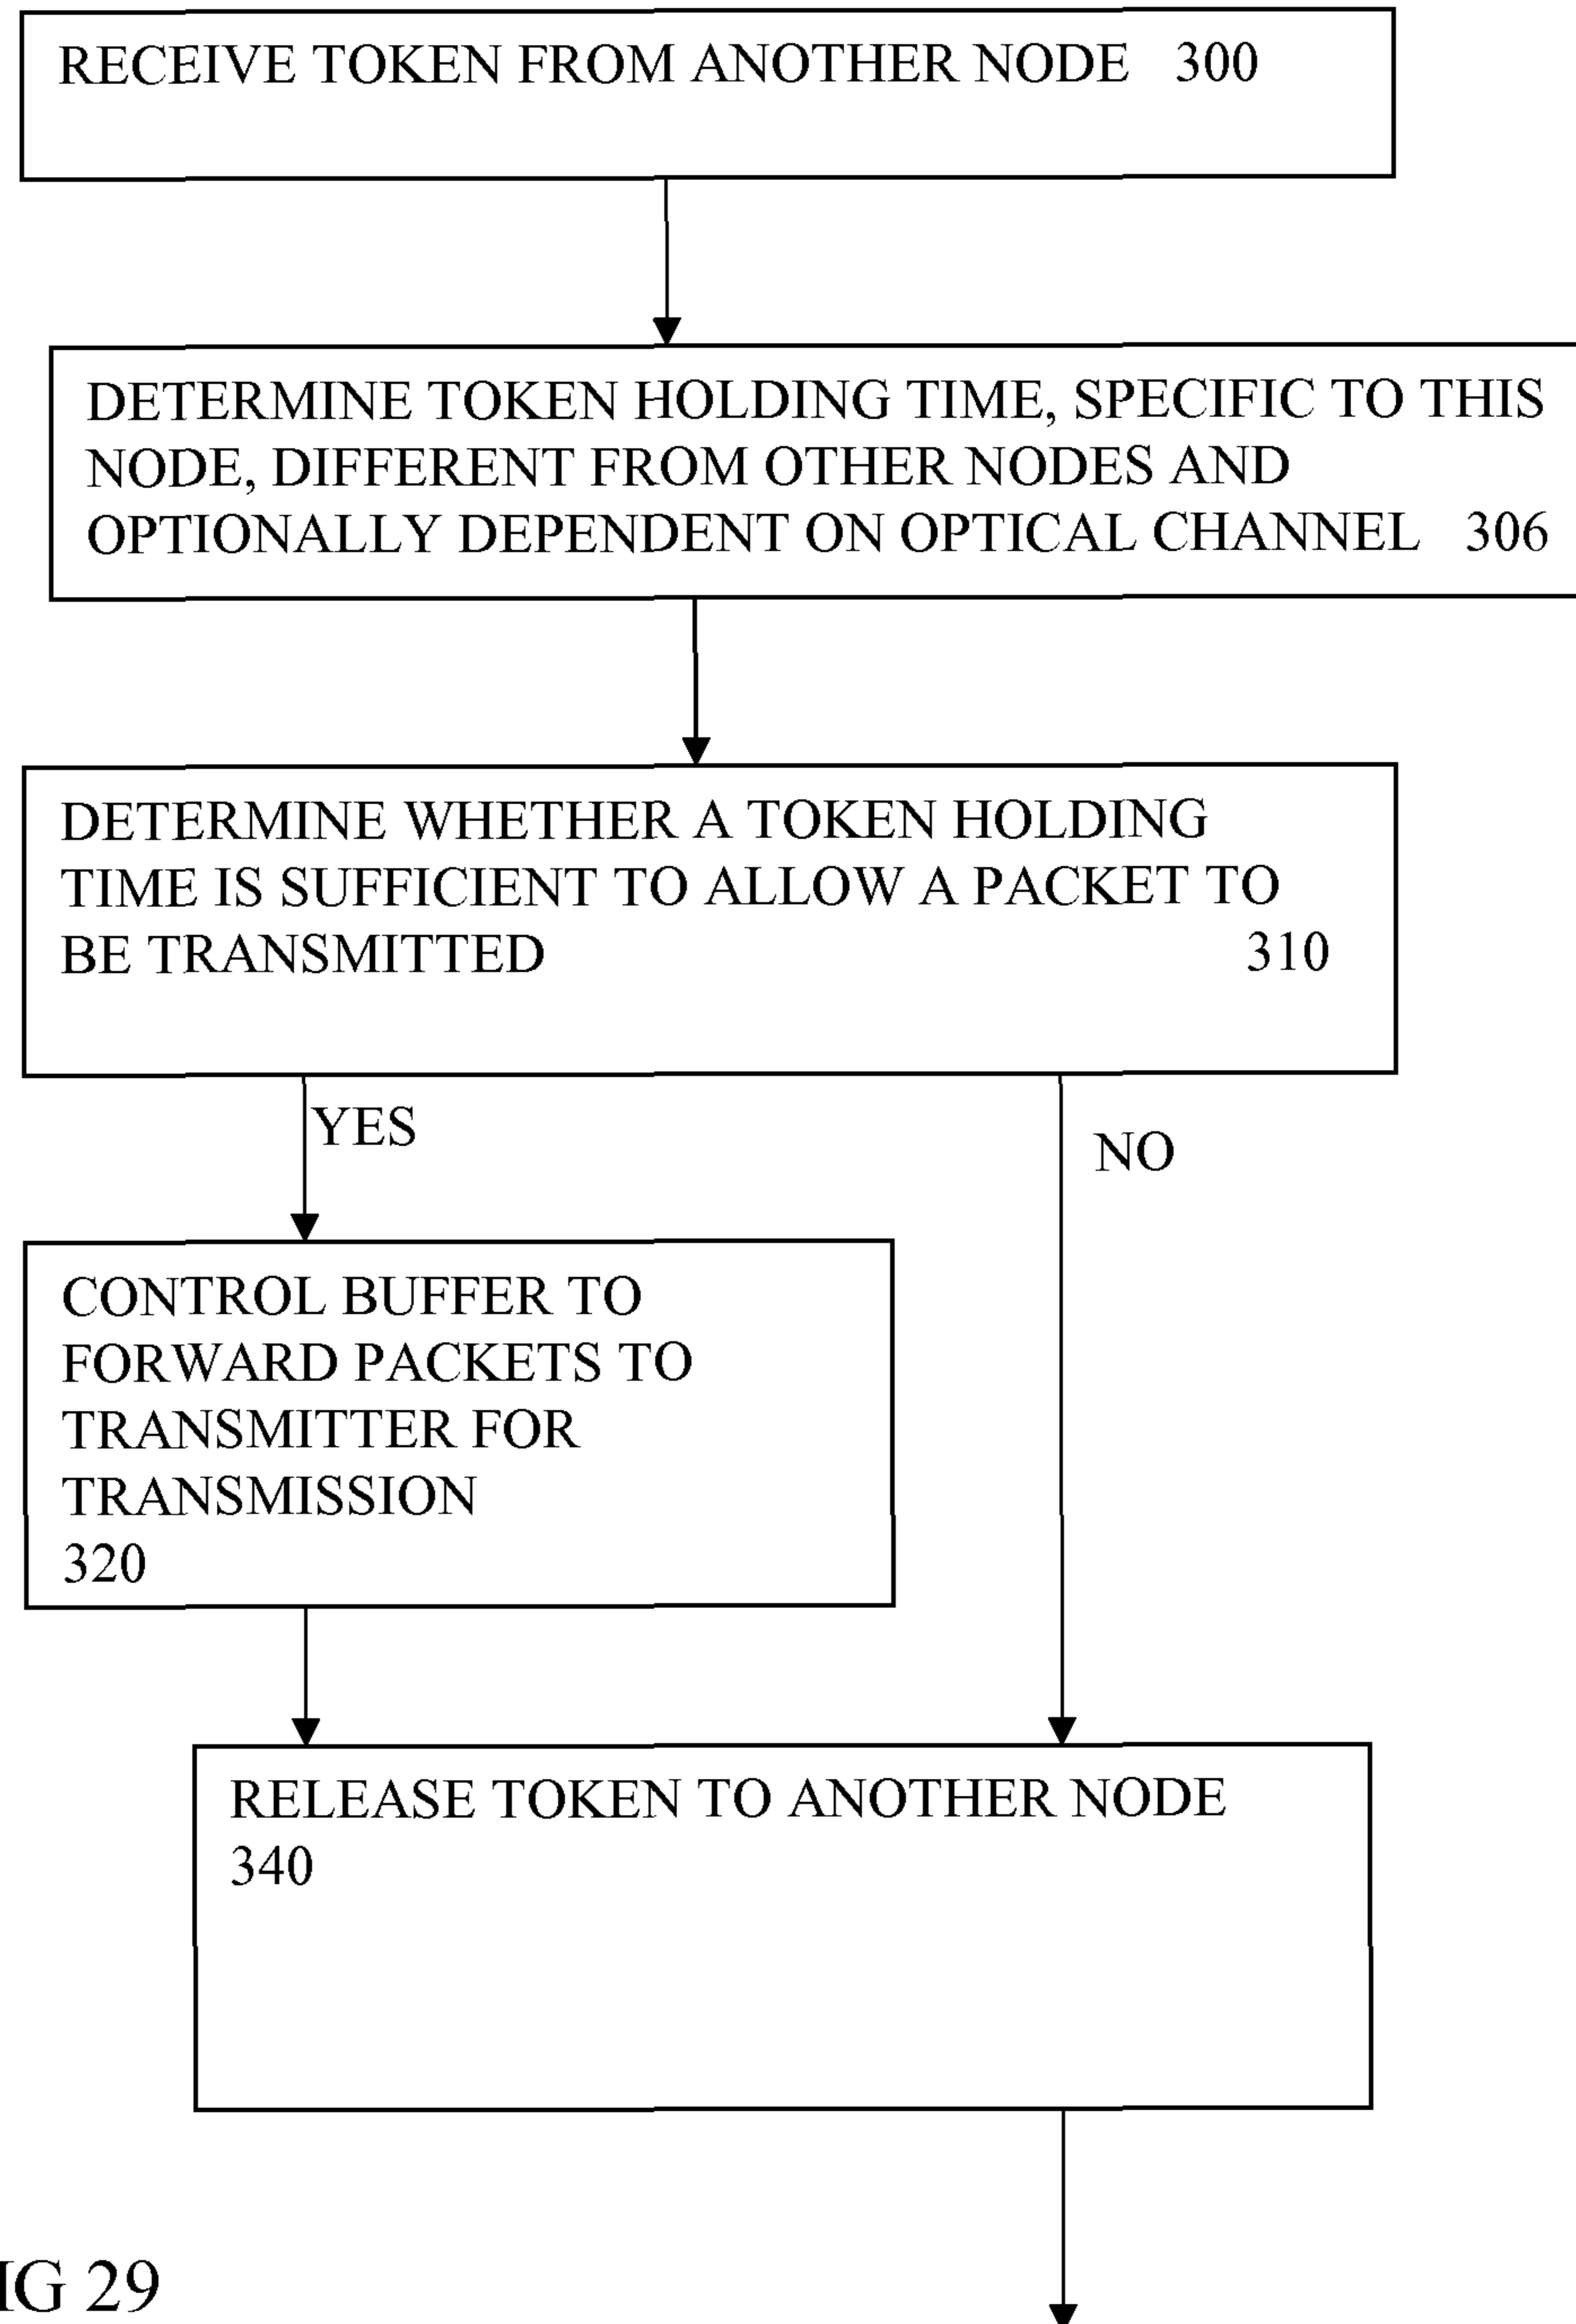 RECEIVE TOKEN FROM ANOTHER NODE 300
DETERMINE TOKEN HOLDING TIME, SPECIFIC TO THIS
NODE, DIFFERENT FROM OTHER NODES AND
OPTIONALLY DEPENDENT ON OPTICAL CHANNEL 306
DETERMINE WHETHER A TOKEN HOLDING
TIME IS SUFFICIENT TO ALLOW A PACKET TO
BE TRANSMITTED 310
YES
NO
CONTROL BUFFER TO
FORWARD PACKETS TO
TRANSMITTER FOR
TRANSMISSION
320
RELEASE TOKEN TO ANOTHER NODE
340
IG 29